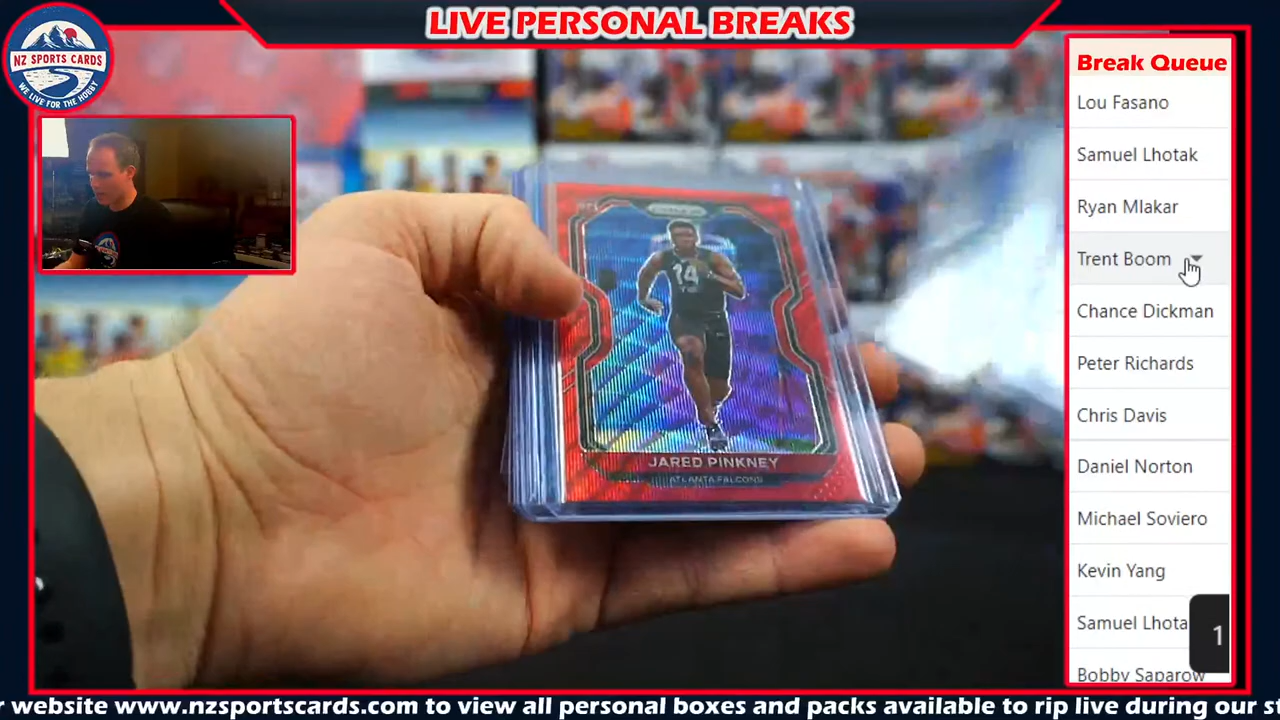 LIVE PERSONAL BREAKS
NZ SPORTS CARDS
WE LIVE FOR THE HOBBY
Break Queue
Lou Fasano
Samuel Lhotak
Ryan Mlakar
Trent Boom
Chance Dickman
Peter Richards
Chris Davis
Daniel Norton
Michael Soviero
Kevin Yang
Samuel Lhota
Bobby Saparow
1
14
PRIZM
JARED PINKNEY
ATLANTA FALCONS
r website www.nzsportscards.com to view all personal boxes and packs available to rip live during our s